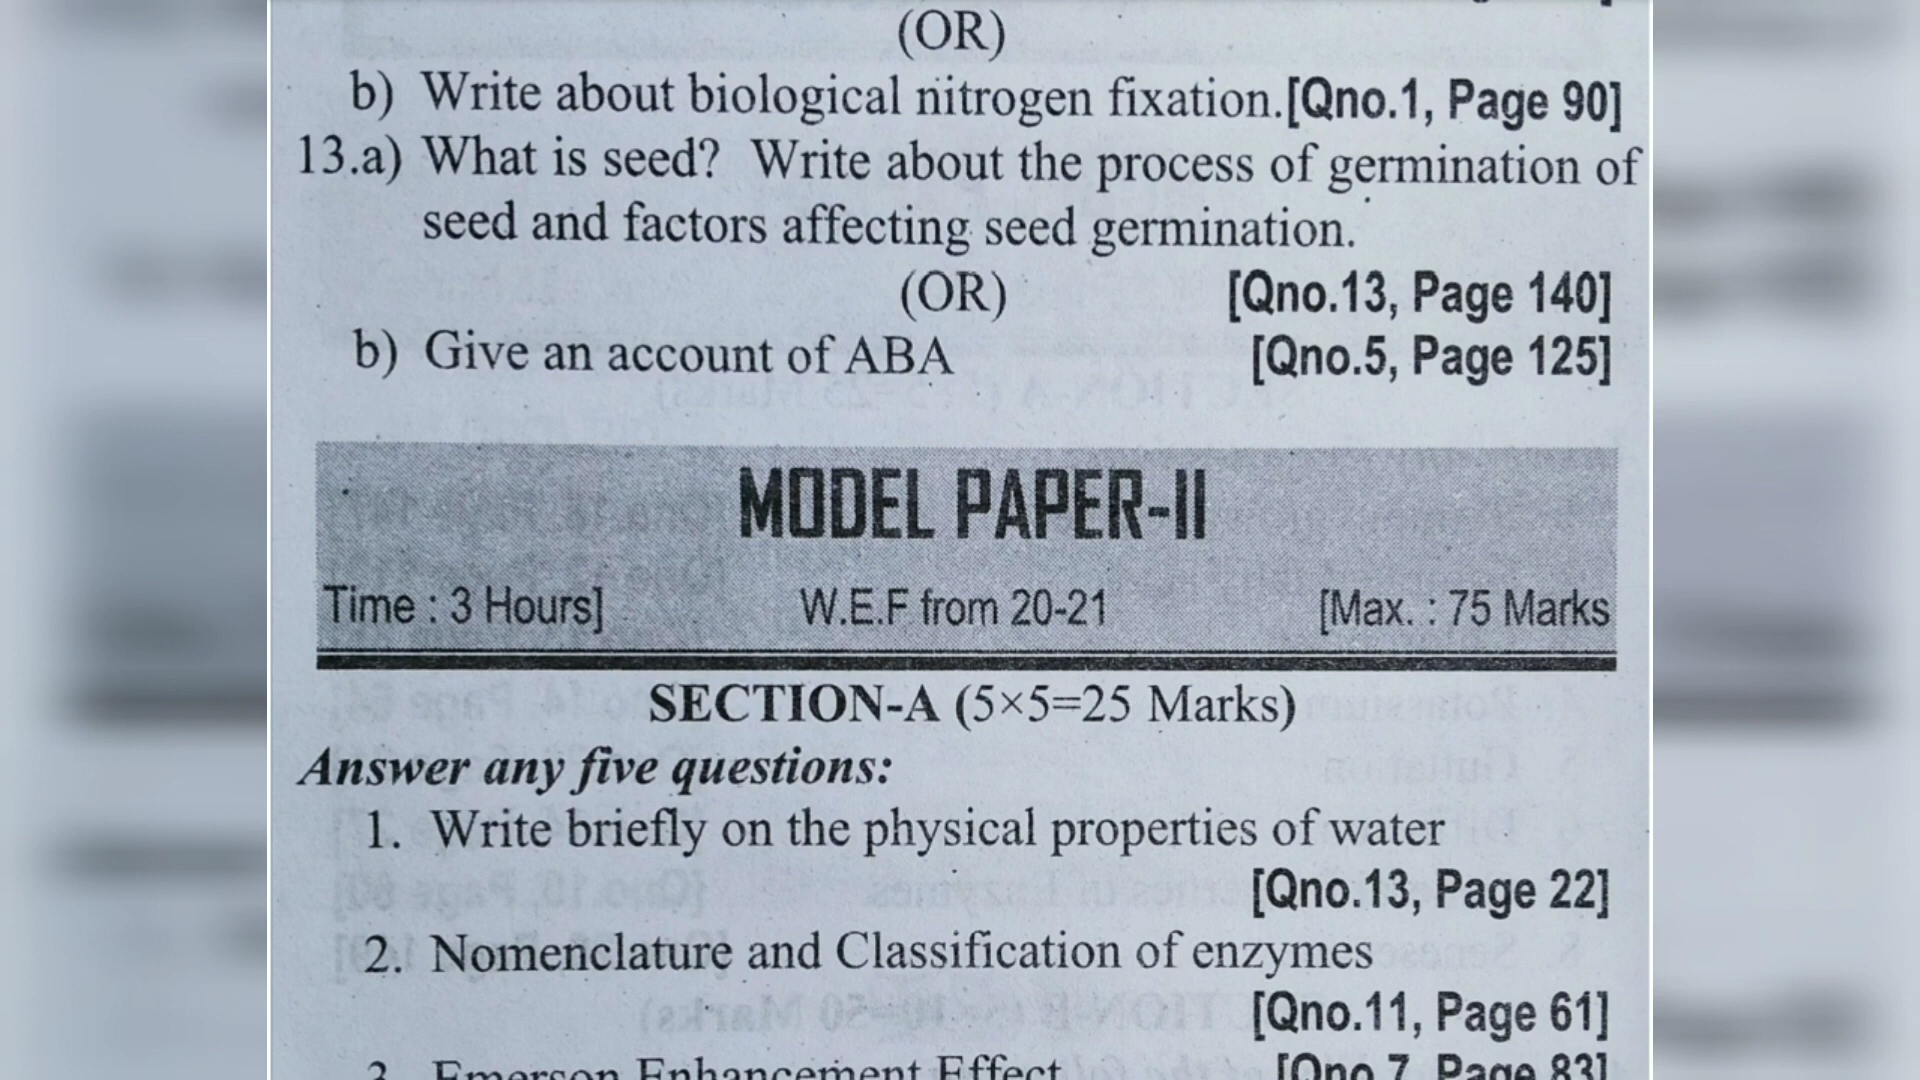 (OR)
b) Write about biological nitrogen fixation.[Qno.1, Page 90]
13.a) What is seed? Write about the process of germination of
seed and factors affecting seed germination.
(OR) [Qno.13, Page 140]
b) Give an account of ABA [Qno.5, Page 125]
MODEL PAPER-II
Time : 3 Hours] W.E.F from 20-21 [Max. : 75 Marks
SECTION-A (5×5=25 Marks)
Answer any five questions:
1. Write briefly on the physical properties of water
[Qno.13, Page 22]
2. Nomenclature and Classification of enzymes
[Qno.11, Page 61]
3. Emerson Enhancement Effect [Qno.7, Page 83]